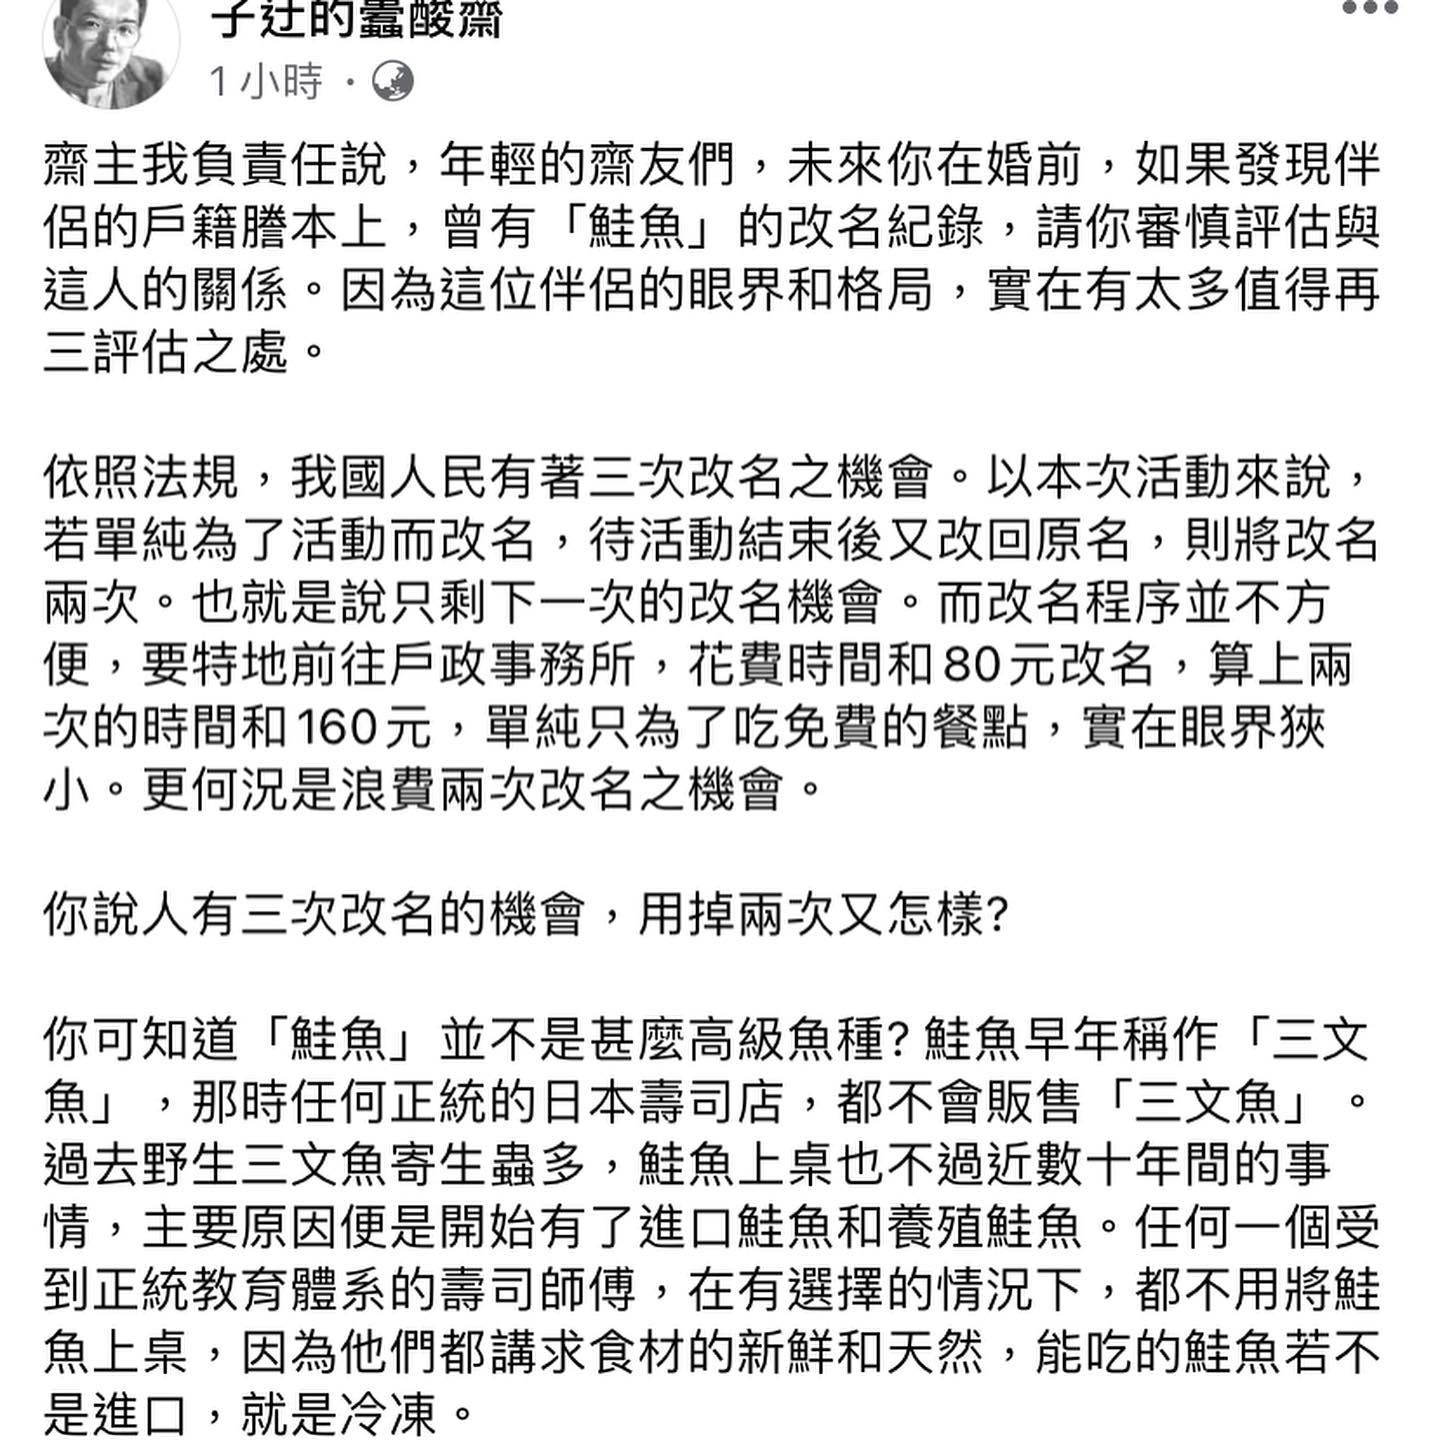 子迂的蠹酸齋
1 小時 ·
齋主我負責任說，年輕的齋友們，未來你在婚前，如果發現伴
侶的戶籍謄本上，曾有「鮭魚」的改名紀錄，請你審慎評估與
這人的關係。因為這位伴侶的眼界和格局，實在有太多值得再
三評估之處。
依照法規，我國人民有著三次改名之機會。以本次活動來說，
若單純為了活動而改名，待活動結束後又改回原名，則將改名
兩次。也就是說只剩下一次的改名機會。而改名程序並不方
便，要特地前往戶政事務所，花費時間和80元改名，算上兩
次的時間和160元，單純只為了吃免費的餐點，實在眼界狹
小。更何況是浪費兩次改名之機會。
你說人有三次改名的機會，用掉兩次又怎樣?
你可知道「鮭魚」並不是甚麼高級魚種? 鮭魚早年稱作「三文
魚」，那時任何正統的日本壽司店，都不會販售「三文魚」。
過去野生三文魚寄生蟲多，鮭魚上桌也不過近數十年間的事
情，主要原因便是開始有了進口鮭魚和養殖鮭魚。任何一個受
到正統教育體系的壽司師傅，在有選擇的情況下，都不用將鮭
魚上桌，因為他們都講求食材的新鮮和天然，能吃的鮭魚若不
是進口，就是冷凍。